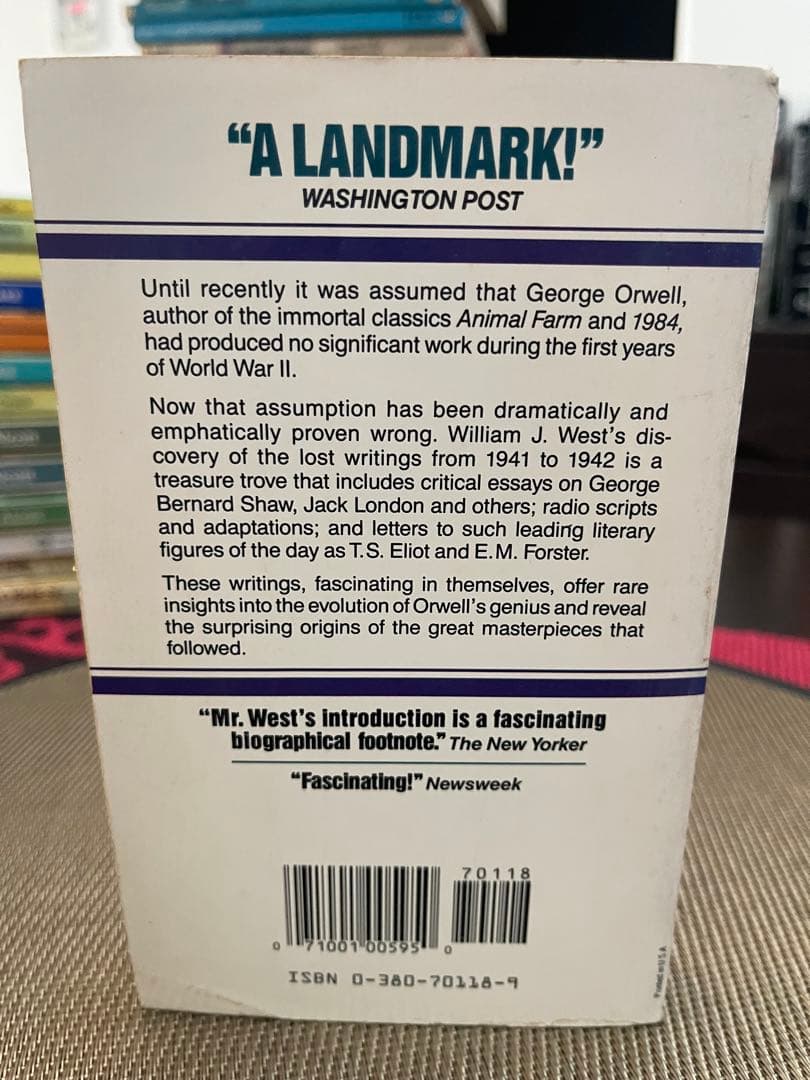 “A LANDMARK!”
WASHINGTON POST
Until recently it was assumed that George Orwell,
author of the immortal classics Animal Farm and 1984,
had produced no significant work during the first years
of World War II.
Now that assumption has been dramatically and
emphatically proven wrong. William J. West's dis-
covery of the lost writings from 1941 to 1942 is a
treasure trove that includes critical essays on George
Bernard Shaw, Jack London and others; radio scripts
and adaptations; and letters to such leading literary
figures of the day as T.S. Eliot and E.M. Forster.
These writings, fascinating in themselves, offer rare
insights into the evolution of Orwell's genius and reveal
the surprising origins of the great masterpieces that
followed.
“Mr. West's introduction is a fascinating
biographical footnote.” The New Yorker
“Fascinating!” Newsweek
70118
0 71001 00595 0
ISBN 0-380-70118-9
Printed in USA